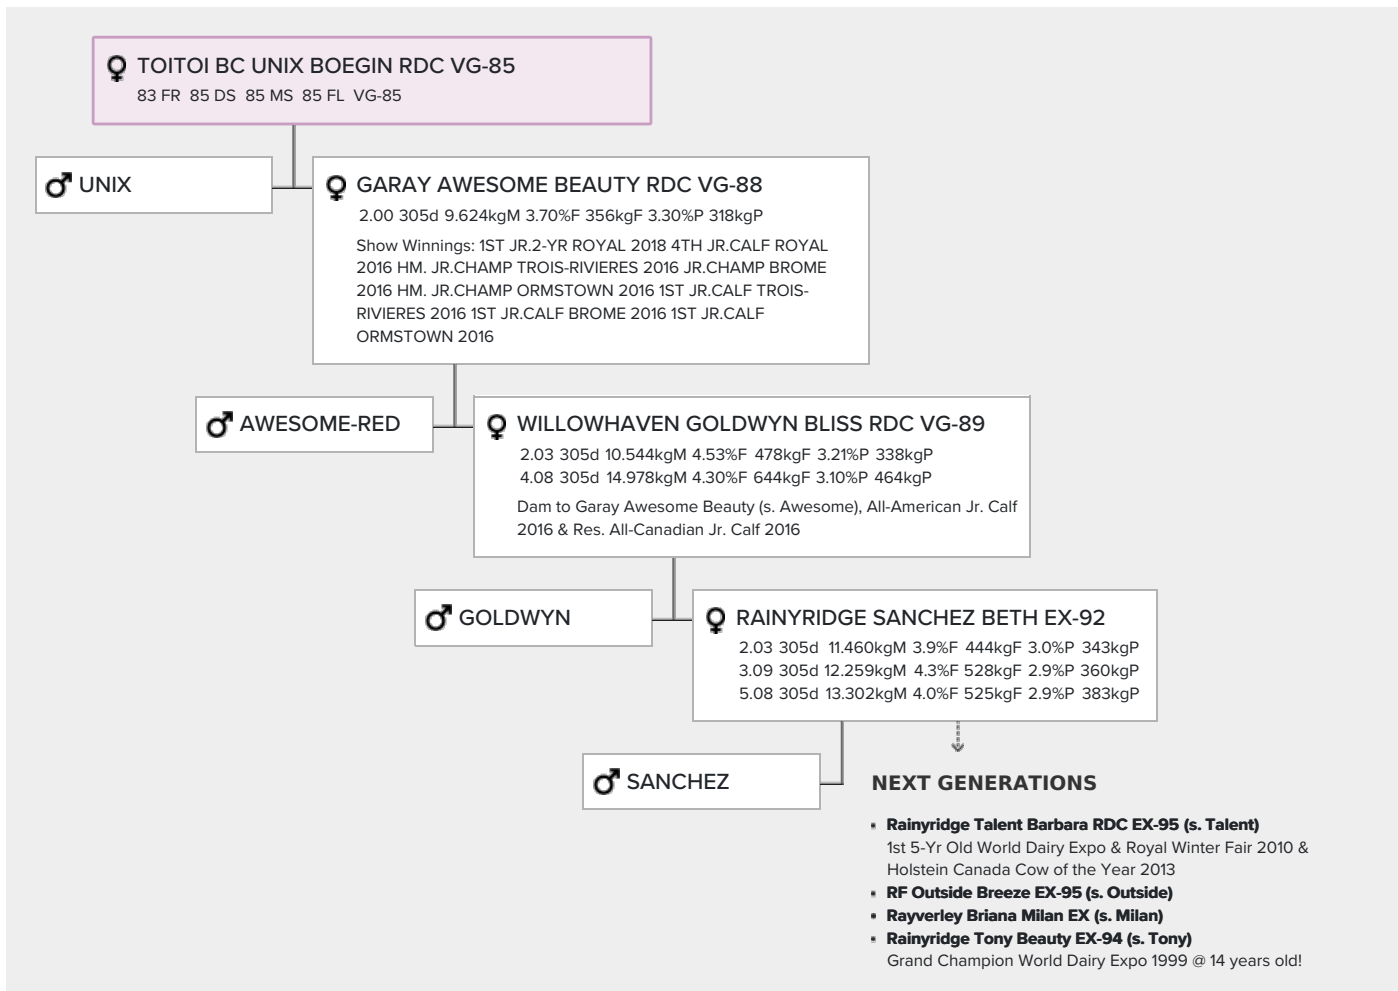 TOITOI BC UNIX BOEGIN RDC VG-85
83 FR 85 DS 85 MS 85 FL VG-85
UNIX
GARAY AWESOME BEAUTY RDC VG-88
2.00 305d 9.624kgM 3.70%F 356kgF 3.30%P 318kgP
Show Winnings: 1ST JR.2-YR ROYAL 2018 4TH JR.CALF ROYAL
2016 HM. JR.CHAMP TROIS-RIVIERES 2016 JR.CHAMP BROME
2016 HM. JR.CHAMP ORMSTOWN 2016 1ST JR.CALF TROIS-
RIVIERES 2016 1ST JR.CALF BROME 2016 1ST JR.CALF
ORMSTOWN 2016
AWESOME-RED
WILLOWHAVEN GOLDWYN BLISS RDC VG-89
2.03 305d 10.544kgM 4.53%F 478kgF 3.21%P 338kgP
4.08 305d 14.978kgM 4.30%F 644kgF 3.10%P 464kgP
Dam to Garay Awesome Beauty (s. Awesome), All-American Jr. Calf
2016 & Res. All-Canadian Jr. Calf 2016
GOLDWYN
RAINYRIDGE SANCHEZ BETH EX-92
2.03 305d 11.460kgM 3.9%F 444kgF 3.0%P 343kgP
3.09 305d 12.259kgM 4.3%F 528kgF 2.9%P 360kgP
5.08 305d 13.302kgM 4.0%F 525kgF 2.9%P 383kgP
SANCHEZ
NEXT GENERATIONS
▪ Rainyridge Talent Barbara RDC EX-95 (s. Talent)
1st 5-Yr Old World Dairy Expo & Royal Winter Fair 2010 &
Holstein Canada Cow of the Year 2013
▪ RF Outside Breeze EX-95 (s. Outside)
▪ Rayverley Briana Milan EX (s. Milan)
▪ Rainyridge Tony Beauty EX-94 (s. Tony)
Grand Champion World Dairy Expo 1999 @ 14 years old!